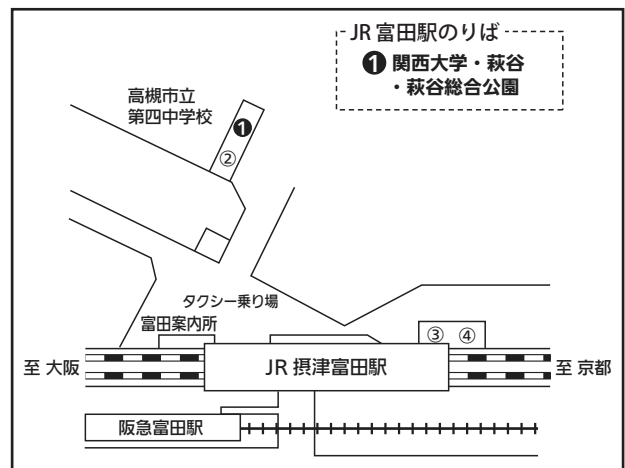 JR 富田駅のりば
❶ 関西大学・萩谷
・萩谷総合公園
高槻市立
第四中学校
❶
②
タクシー乗り場
富田案内所
③ ④
至 大阪
JR 摂津富田駅
至 京都
阪急富田駅